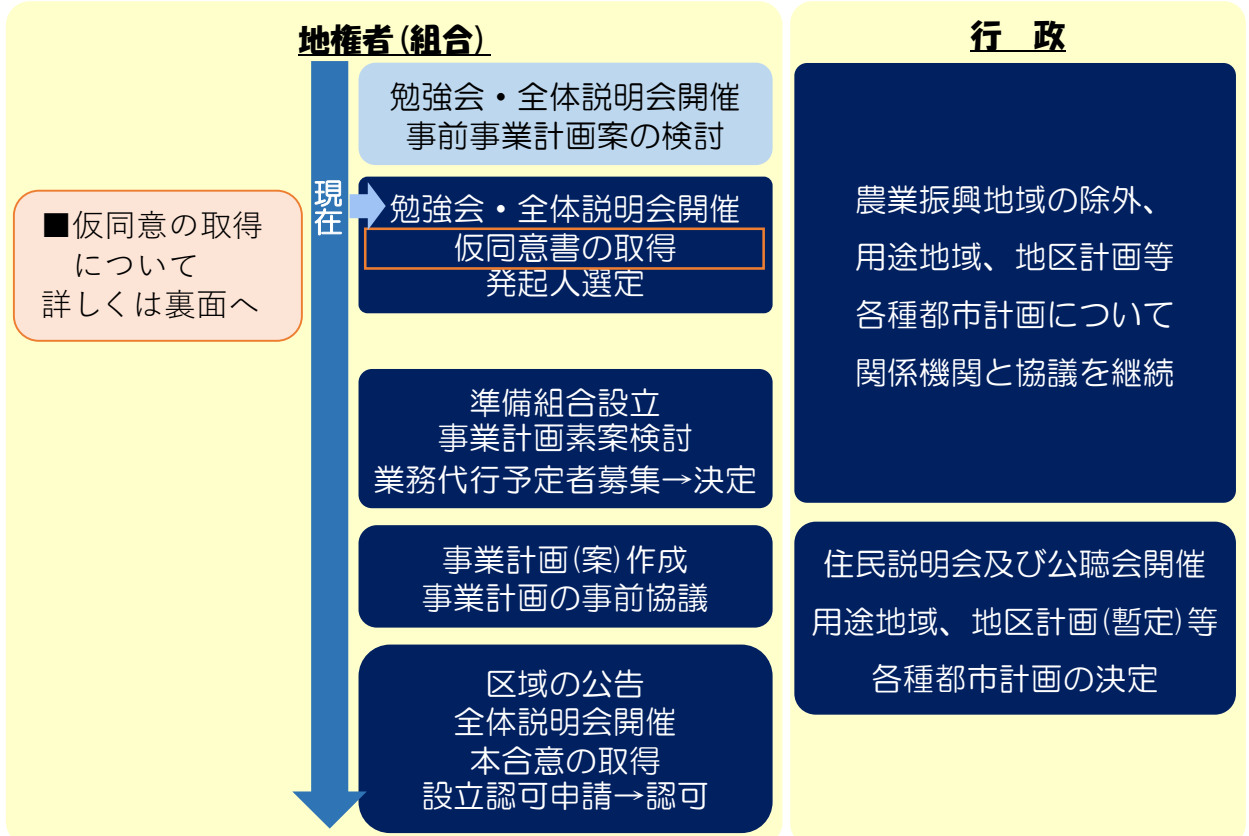 地権者(組合)
勉強会・全体説明会開催
事前事業計画案の検討
現在
勉強会・全体説明会開催
仮同意書の取得
発起人選定
■仮同意の取得
について
詳しくは裏面へ
準備組合設立
事業計画素案検討
業務代行予定者募集→決定
事業計画(案)作成
事業計画の事前協議
区域の公告
全体説明会開催
本合意の取得
設立認可申請→認可
行　政
農業振興地域の除外、
用途地域、地区計画等
各種都市計画について
関係機関と協議を継続
住民説明会及び公聴会開催
用途地域、地区計画(暫定)等
各種都市計画の決定